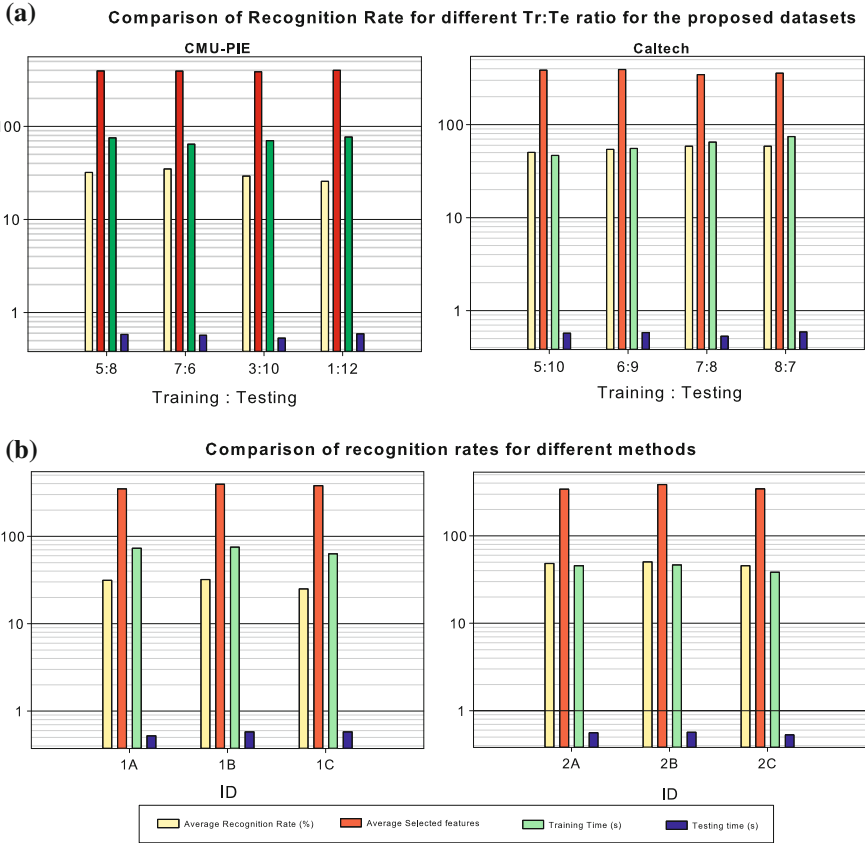 (a)
Comparison of Recognition Rate for different Tr:Te ratio for the proposed datasets
CMU-PIE
100
10
1
5:8 7:6 3:10 1:12
Training : Testing
Caltech
100
10
1
5:10 6:9 7:8 8:7
Training : Testing
(b)
Comparison of recognition rates for different methods
100
10
1
1A 1B 1C
ID
100
10
1
2A 2B 2C
ID
Average Recognition Rate (%) Average Selected features Training Time (s) Testing time (s)